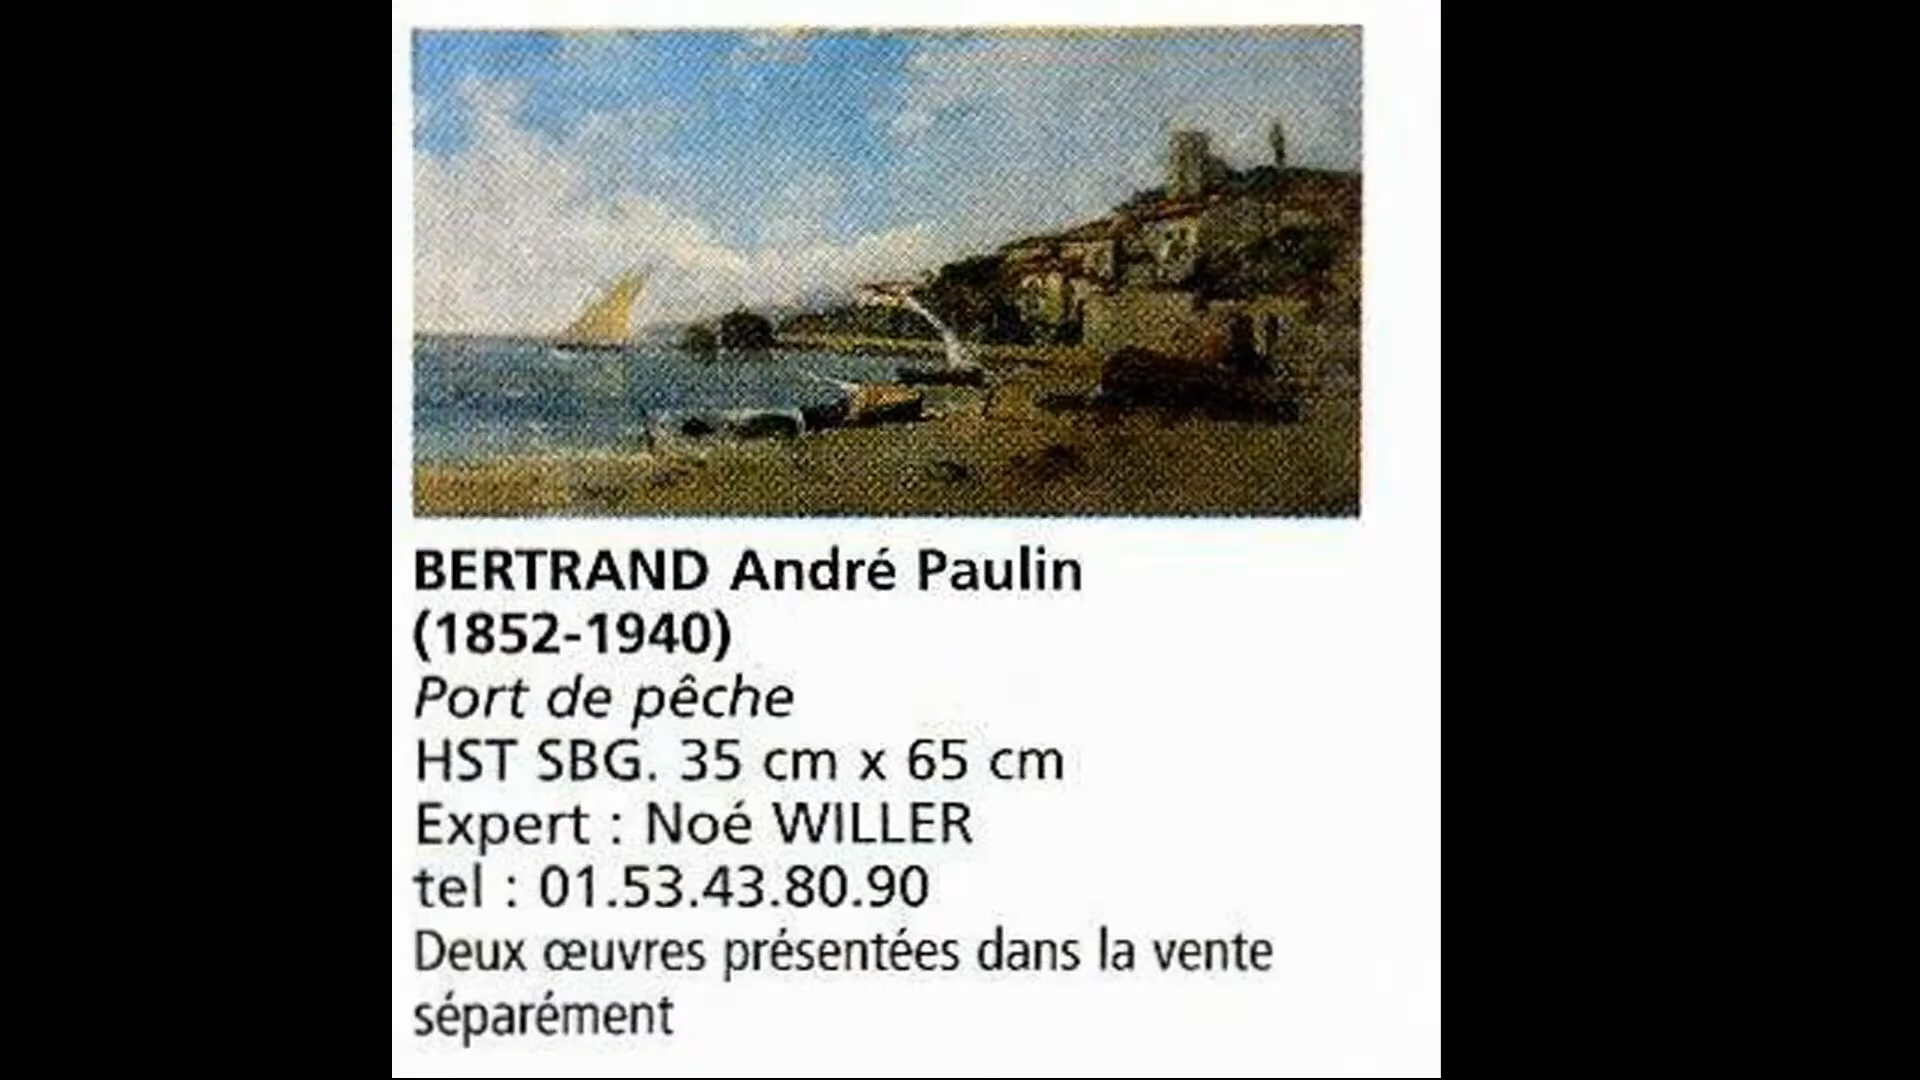 BERTRAND André Paulin
(1852-1940)
Port de pêche
HST SBG. 35 cm x 65 cm
Expert : Noé WILLER
tel : 01.53.43.80.90
Deux œuvres présentées dans la vente
séparément